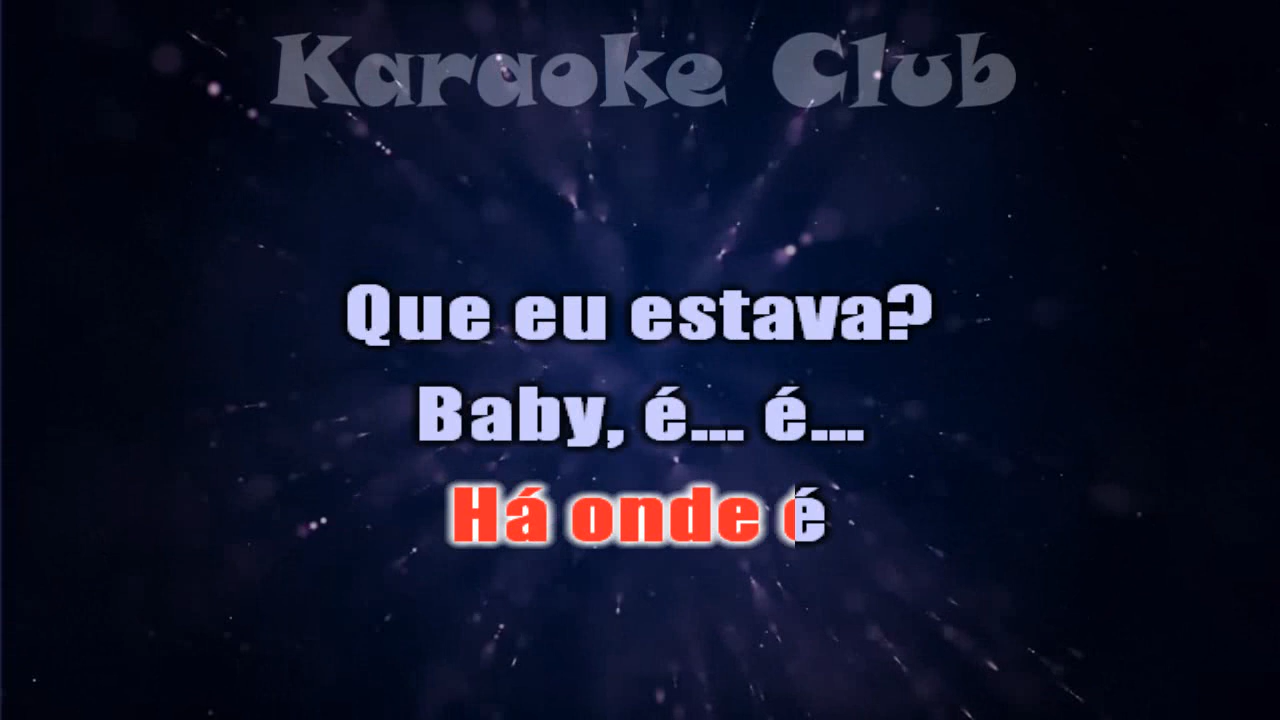 Karaoke Club
Que eu estava?
Baby, é... é...
Há onde é